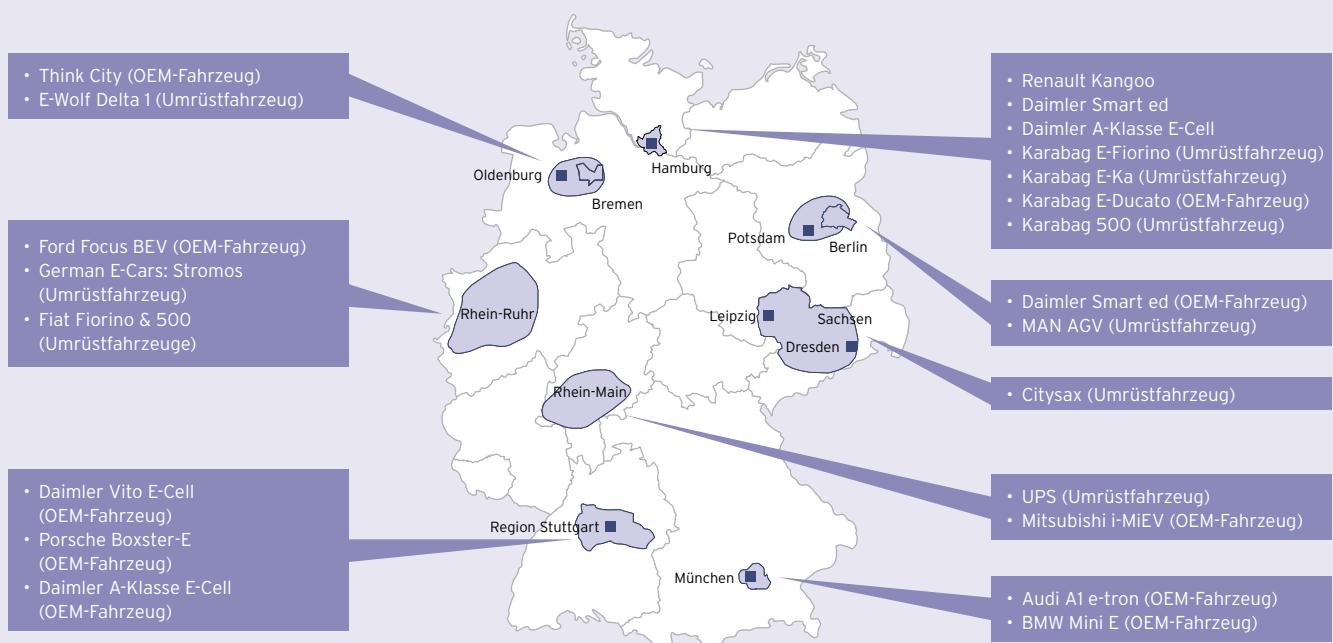 • Think City (OEM-Fahrzeug)
• E-Wolf Delta 1 (Umrüstfahrzeug)
• Ford Focus BEV (OEM-Fahrzeug)
• German E-Cars: Stromos
(Umrüstfahrzeug)
• Fiat Fiorino & 500
(Umrüstfahrzeuge)
• Daimler Vito E-Cell
(OEM-Fahrzeug)
• Porsche Boxster-E
(OEM-Fahrzeug)
• Daimler A-Klasse E-Cell
(OEM-Fahrzeug)
Hamburg
Oldenburg
Bremen
Potsdam
Berlin
Rhein-Ruhr
Leipzig
Sachsen
Dresden
Rhein-Main
Region Stuttgart
München
• Renault Kangoo
• Daimler Smart ed
• Daimler A-Klasse E-Cell
• Karabag E-Fiorino (Umrüstfahrzeug)
• Karabag E-Ka (Umrüstfahrzeug)
• Karabag E-Ducato (OEM-Fahrzeug)
• Karabag 500 (Umrüstfahrzeug)
• Daimler Smart ed (OEM-Fahrzeug)
• MAN AGV (Umrüstfahrzeug)
• Citysax (Umrüstfahrzeug)
• UPS (Umrüstfahrzeug)
• Mitsubishi i-MiEV (OEM-Fahrzeug)
• Audi A1 e-tron (OEM-Fahrzeug)
• BMW Mini E (OEM-Fahrzeug)